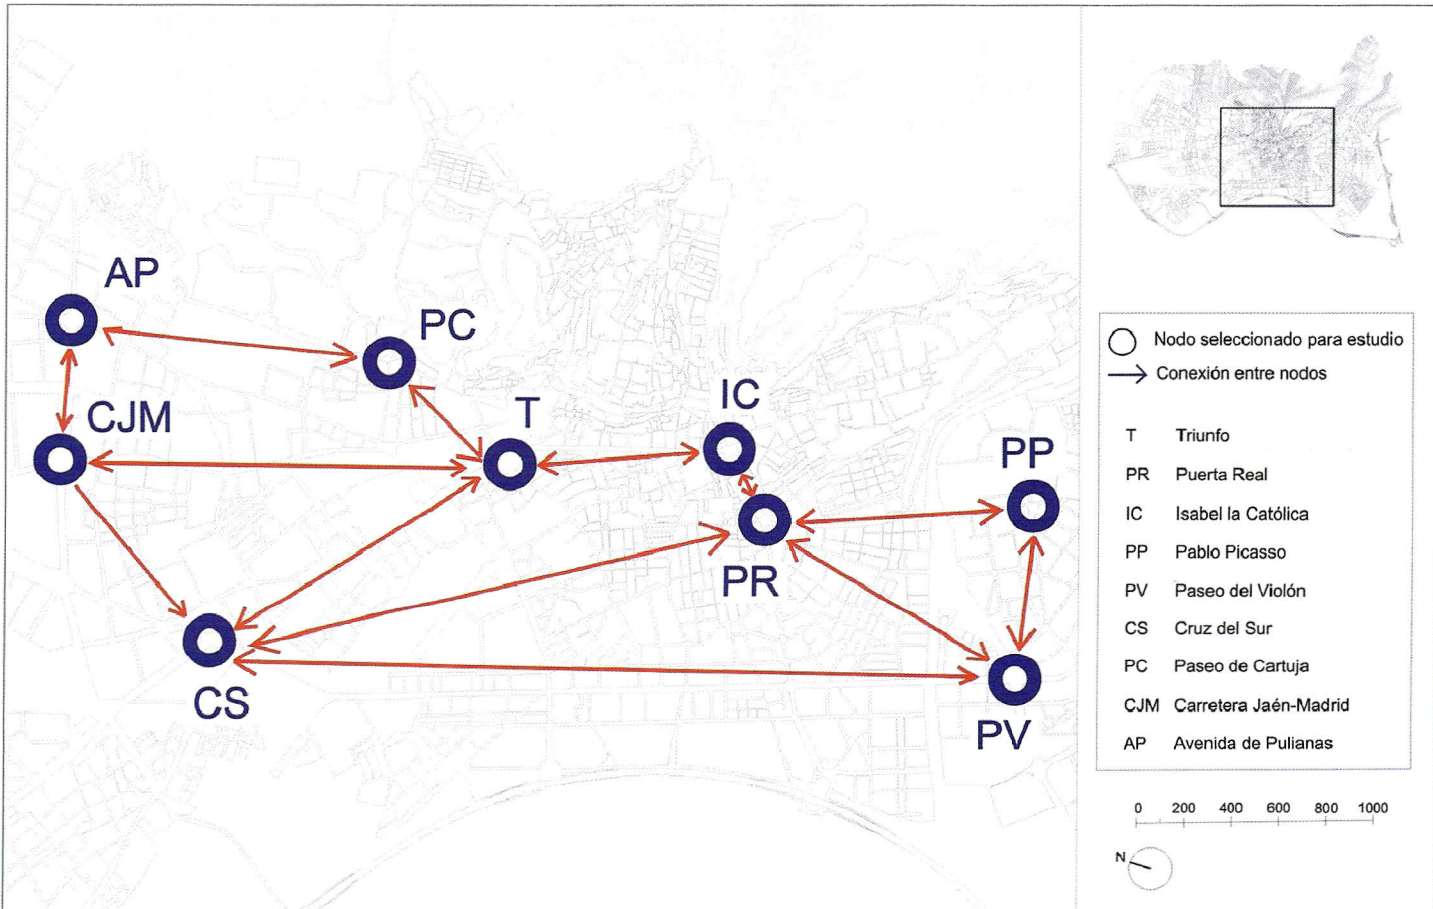 AP
PC
CJM
T
IC
PP
PR
CS
PV
Nodo seleccionado para estudio
Conexión entre nodos
T Triunfo
PR Puerta Real
IC Isabel la Católica
PP Pablo Picasso
PV Paseo del Violón
CS Cruz del Sur
PC Paseo de Cartuja
CJM Carretera Jaén-Madrid
AP Avenida de Pulianas
0 200 400 600 800 1000
N